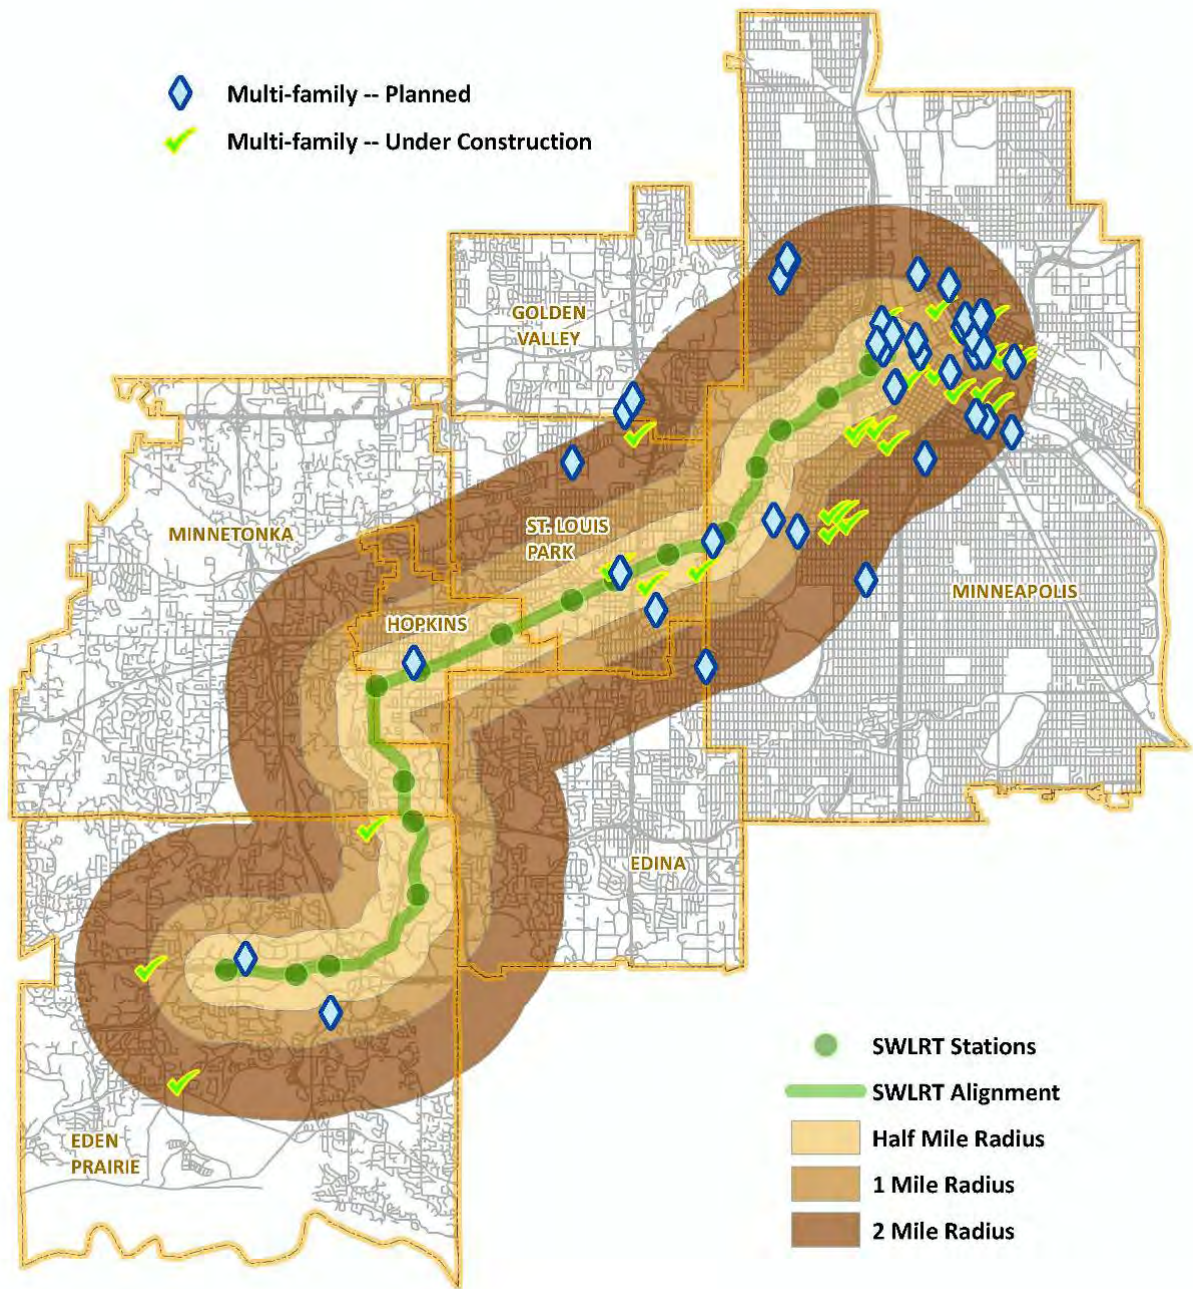 Multi-family -- Planned
Multi-family -- Under Construction
GOLDEN
VALLEY
MINNETONKA
ST. LOUIS
PARK
HOPKINS
MINNEAPOLIS
EDINA
EDEN
PRAIRIE
SWLRT Stations
SWLRT Alignment
Half Mile Radius
1 Mile Radius
2 Mile Radius